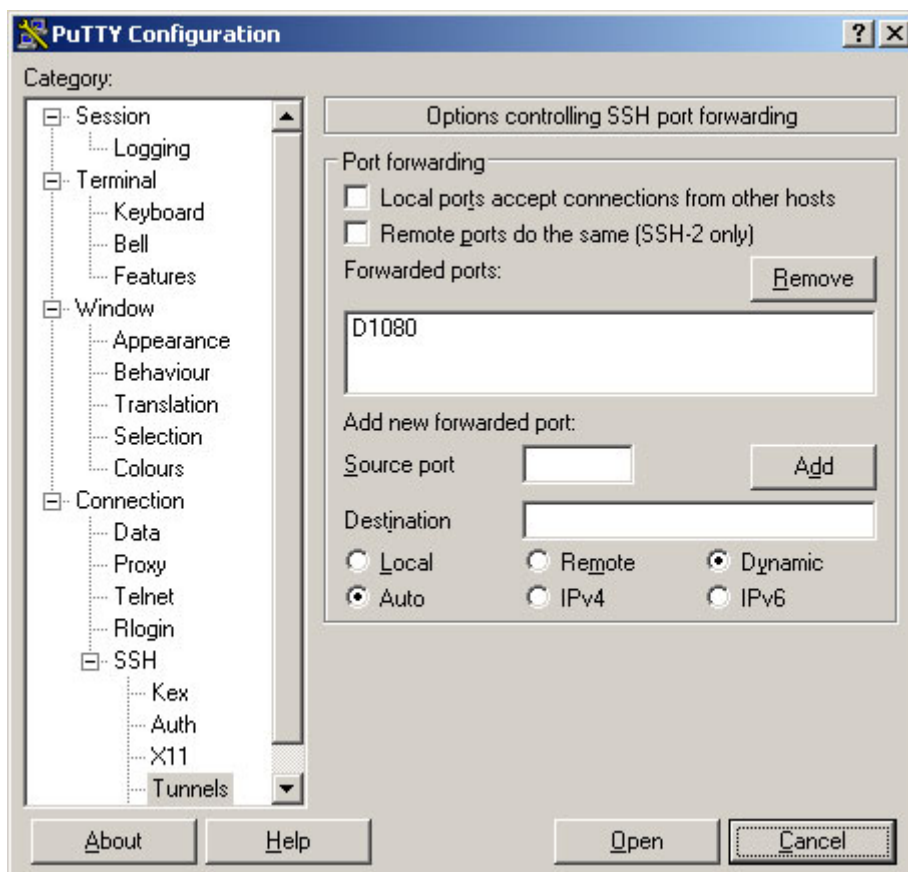 PuTTY Configuration
Category:
Session
Logging
Terminal
Keyboard
Bell
Features
Window
Appearance
Behaviour
Translation
Selection
Colours
Connection
Data
Proxy
Telnet
Rlogin
SSH
Kex
Auth
X11
Tunnels
Options controlling SSH port forwarding
Port forwarding
Local ports accept connections from other hosts
Remote ports do the same (SSH-2 only)
Forwarded ports:
Remove
D1080
Add new forwarded port:
Source port
Add
Destination
Local Remote Dynamic
Auto IPv4 IPv6
About Help Open Cancel